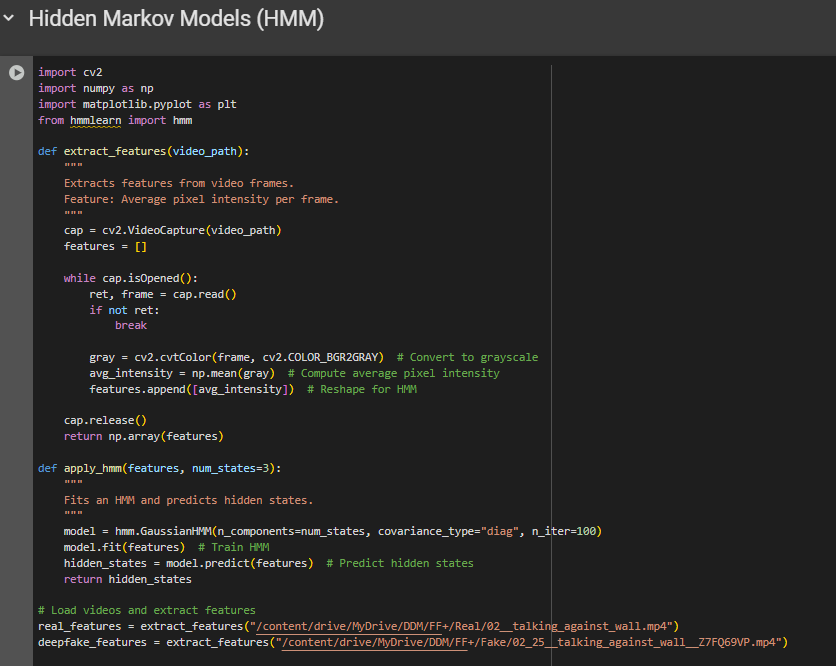 Hidden Markov Models (HMM)
import cv2
import numpy as np
import matplotlib.pyplot as plt
from hmmlearn import hmm

def extract_features(video_path):
    """
    Extracts features from video frames.
    Feature: Average pixel intensity per frame.
    """
    cap = cv2.VideoCapture(video_path)
    features = []

    while cap.isOpened():
        ret, frame = cap.read()
        if not ret:
            break

        gray = cv2.cvtColor(frame, cv2.COLOR_BGR2GRAY)  # Convert to grayscale
        avg_intensity = np.mean(gray)  # Compute average pixel intensity
        features.append([avg_intensity])  # Reshape for HMM

    cap.release()
    return np.array(features)

def apply_hmm(features, num_states=3):
    """
    Fits an HMM and predicts hidden states.
    """
    model = hmm.GaussianHMM(n_components=num_states, covariance_type="diag", n_iter=100)
    model.fit(features)  # Train HMM
    hidden_states = model.predict(features)  # Predict hidden states
    return hidden_states

# Load videos and extract features
real_features = extract_features("/content/drive/MyDrive/DDM/FF+/Real/02__talking_against_wall.mp4")
deepfake_features = extract_features("/content/drive/MyDrive/DDM/FF+/Fake/02_25__talking_against_wall__Z7FQ69VP.mp4")